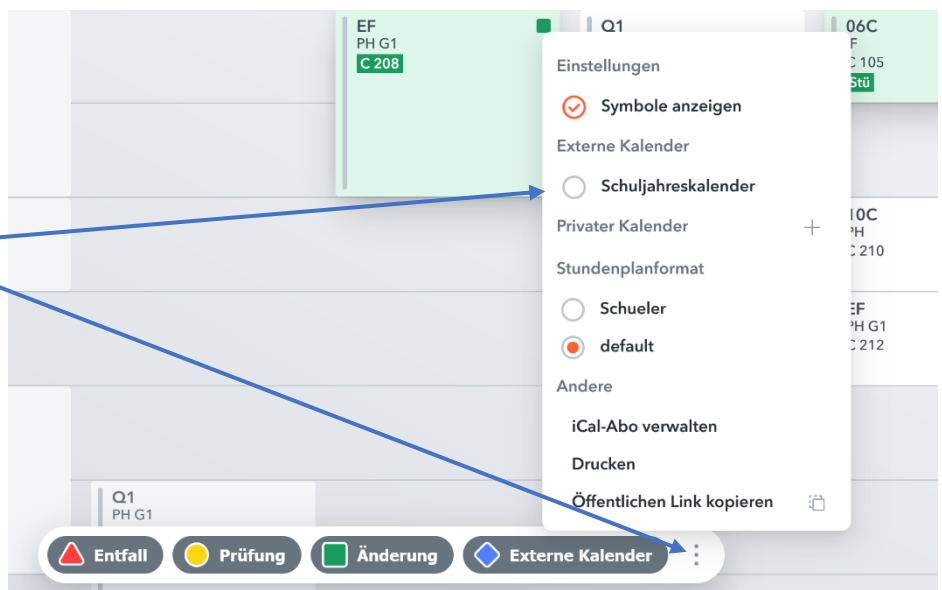 EF
PH G1
C 208
Q1
06C
F
C 105
Stü
Einstellungen
Symbole anzeigen
Externe Kalender
Schuljahreskalender
Privater Kalender
Stundenplanformat
Schueler
default
Andere
iCal-Abo verwalten
Drucken
Öffentlichen Link kopieren
10C
PH
C 210
EF
PH G1
C 212
Q1
PH G1
Entfall
Prüfung
Änderung
Externe Kalender